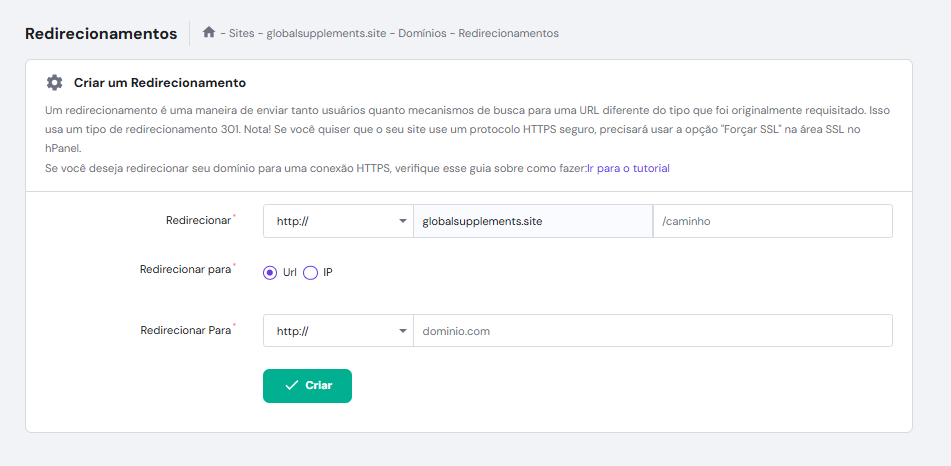 Redirecionamentos - Sites - globalsupplements.site - Domínios - Redirecionamentos
Criar um Redirecionamento
Um redirecionamento é uma maneira de enviar tanto usuários quanto mecanismos de busca para uma URL diferente do tipo que foi originalmente requisitado. Isso
usa um tipo de redirecionamento 301. Nota! Se você quiser que o seu site use um protocolo HTTPS seguro, precisará usar a opção "Forçar SSL" na área SSL no
hPanel.
Se você deseja redirecionar seu domínio para uma conexão HTTPS, verifique esse guia sobre como fazer:Ir para o tutorial
Redirecionar* http:// globalsupplements.site /caminho
Redirecionar para* Url IP
Redirecionar Para* http:// dominio.com
Criar